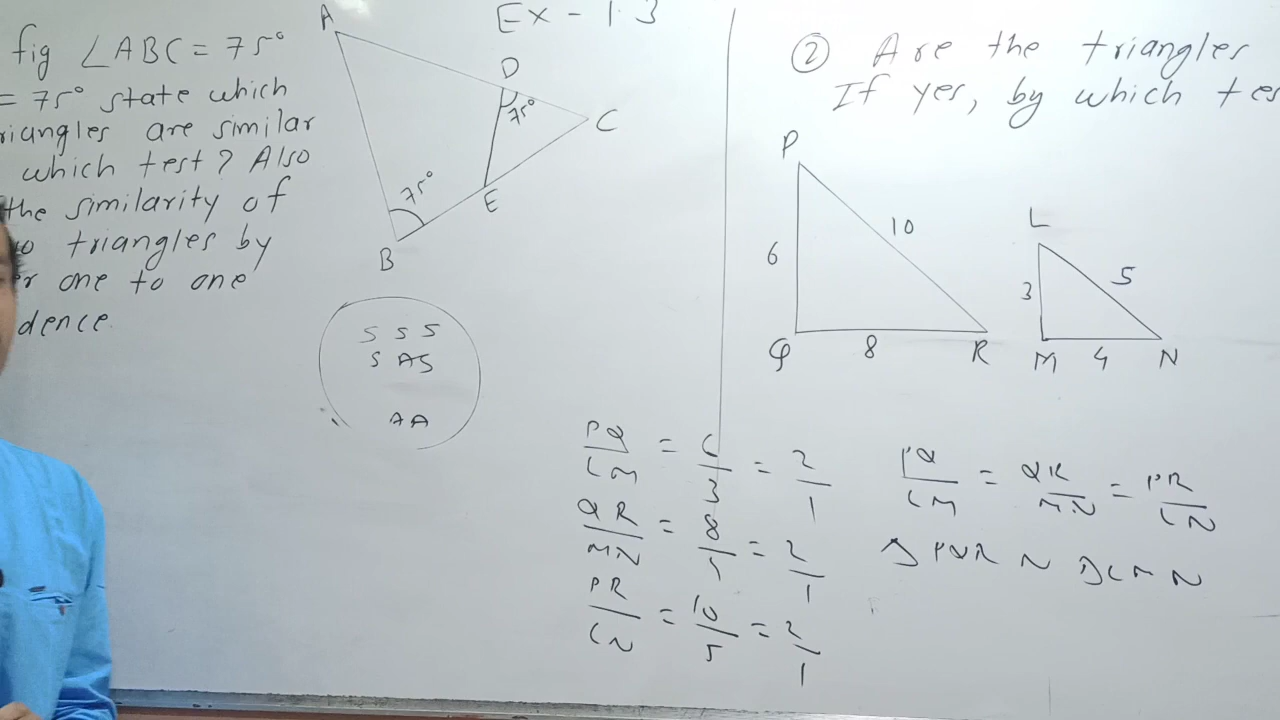 Ex - 1.3
fig ∠ABC = 75°
= 75° state which
riangles are similar
which test? Also
the similarity of
o triangles by
r one to one
dence.
A
D
75°
C
75°
E
B
S S S
S AS
AA
② Are the triangles
If yes, by which tes
P
6
10
Q
8
R
L
3
5
M
4
N
PQ/LM = 6/3 = 2/1
QR/MN = 8/5 = 2/1
PR/LN = 10/5 = 2/1
PQ/LM = QR/MN = PR/LN
Δ PQR ~ ΔLMN